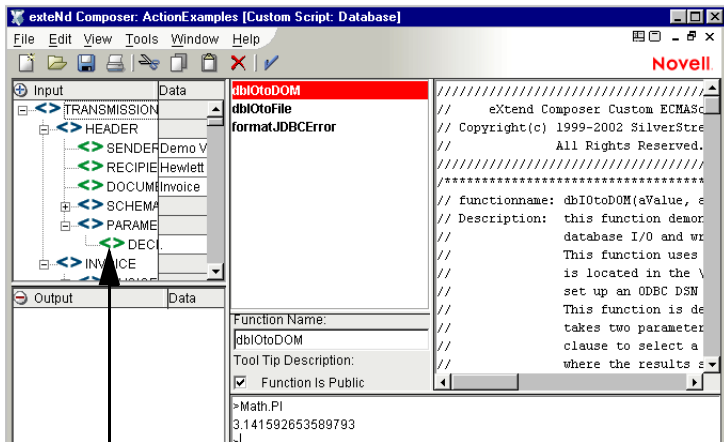 exteNd Composer: ActionExamples [Custom Script: Database]
File Edit View Tools Window Help
Novell
Input Data
TRANSMISSION
HEADER
SENDER Demo V
RECIPIE Hewlett
DOCUM Invoice
SCHEMA
PARAME
DECI.
INVOICE
Output Data
dbIOtoDOM
dbIOtoFile
formatJDBCError
Function Name:
dbIOtoDOM
Tool Tip Description:
Function Is Public
/////////////////////////////////////
// eXtend Composer Custom ECMASc
// Copyright(c) 1999-2002 SilverStre
// All Rights Reserved.
/////////////////////////////////////
/************************************
// functionname: dbIOtoDOM(aValue, a
// Description: this function demon
// database I/O and wr
// This function uses
// is located in the \
// set up an ODBC DSN
// This function is de
// takes two parameter
// clause to select a
// where the results s
>Math.PI
3.141592653589793
>